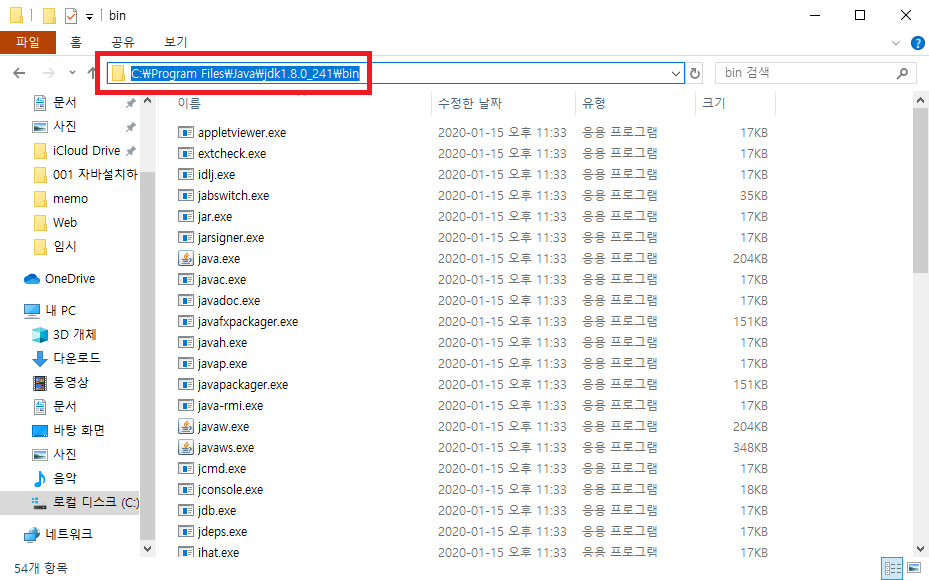 bin
파일 홈 공유 보기
C:₩Program Files₩Java₩jdk1.8.0_241₩bin
bin 검색
문서
사진
iCloud Drive
001 자바설치하
memo
Web
임시
OneDrive
내 PC
3D 개체
다운로드
동영상
문서
바탕 화면
사진
음악
로컬 디스크 (C:)
네트워크
이름 수정한 날짜 유형 크기
appletviewer.exe 2020-01-15 오후 11:33 응용 프로그램 17KB
extcheck.exe 2020-01-15 오후 11:33 응용 프로그램 17KB
idlj.exe 2020-01-15 오후 11:33 응용 프로그램 17KB
jabswitch.exe 2020-01-15 오후 11:33 응용 프로그램 35KB
jar.exe 2020-01-15 오후 11:33 응용 프로그램 17KB
jarsigner.exe 2020-01-15 오후 11:33 응용 프로그램 17KB
java.exe 2020-01-15 오후 11:33 응용 프로그램 204KB
javac.exe 2020-01-15 오후 11:33 응용 프로그램 17KB
javadoc.exe 2020-01-15 오후 11:33 응용 프로그램 17KB
javafxpackager.exe 2020-01-15 오후 11:33 응용 프로그램 151KB
javah.exe 2020-01-15 오후 11:33 응용 프로그램 17KB
javap.exe 2020-01-15 오후 11:33 응용 프로그램 17KB
javapackager.exe 2020-01-15 오후 11:33 응용 프로그램 151KB
java-rmi.exe 2020-01-15 오후 11:33 응용 프로그램 17KB
javaw.exe 2020-01-15 오후 11:33 응용 프로그램 204KB
javaws.exe 2020-01-15 오후 11:33 응용 프로그램 348KB
jcmd.exe 2020-01-15 오후 11:33 응용 프로그램 17KB
jconsole.exe 2020-01-15 오후 11:33 응용 프로그램 18KB
jdb.exe 2020-01-15 오후 11:33 응용 프로그램 17KB
jdeps.exe 2020-01-15 오후 11:33 응용 프로그램 17KB
jhat.exe 2020-01-15 오후 11:33 응용 프로그램 17KB
54개 항목